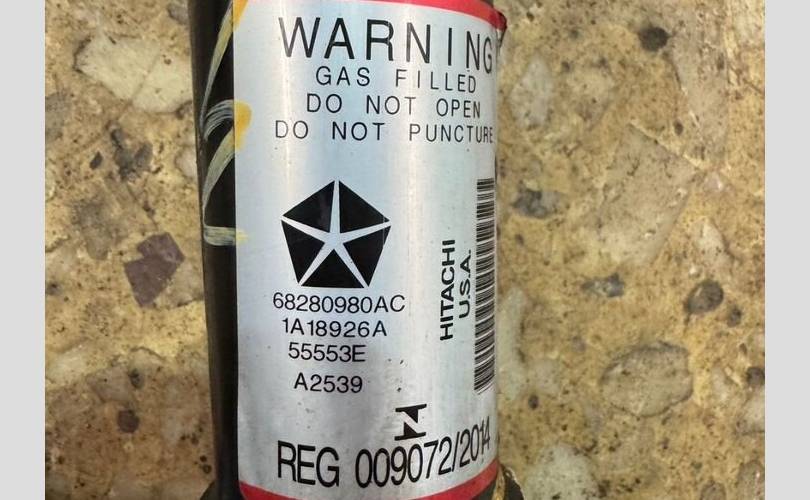 WARNING
GAS FILLED
DO NOT OPEN
DO NOT PUNCTURE
HITACHI
U.S.A.
68280980AC
1A18926A
55553E
A2539
REG 009072/2014